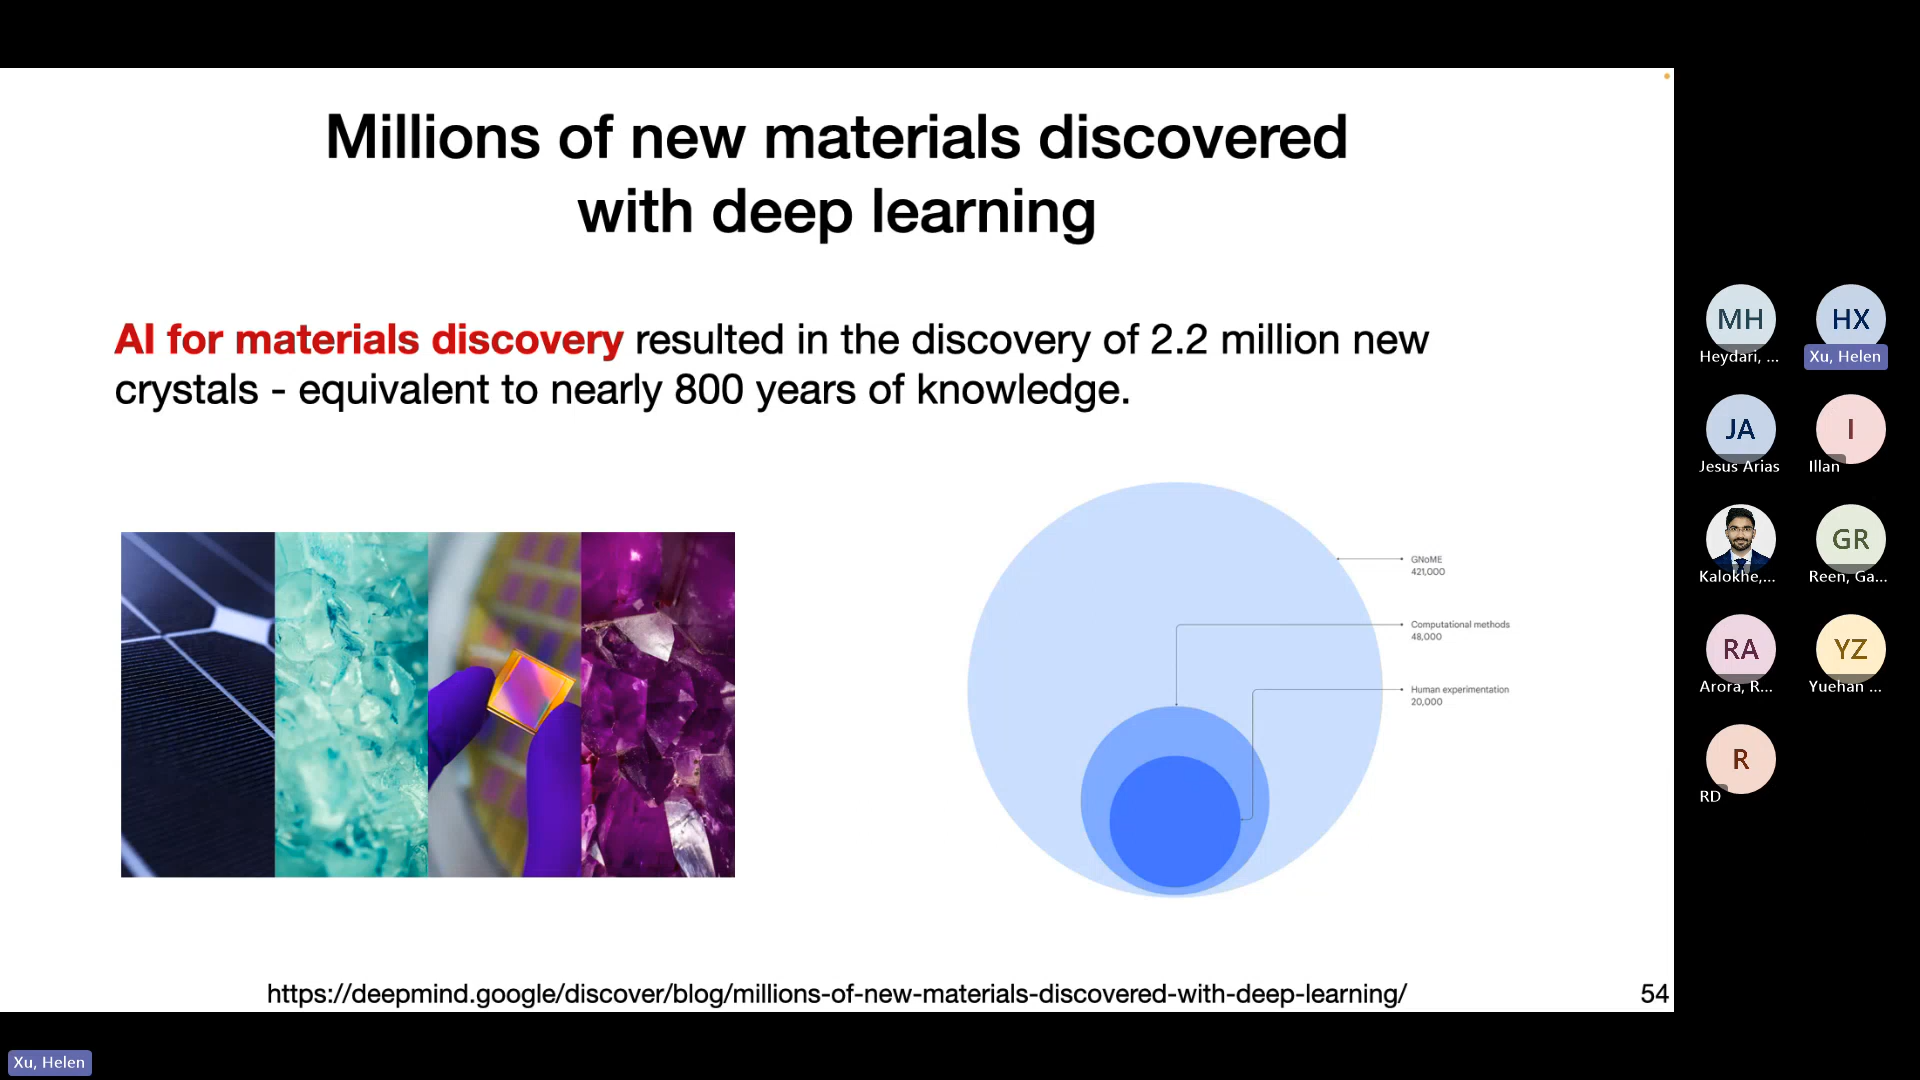 Millions of new materials discovered
with deep learning
AI for materials discovery resulted in the discovery of 2.2 million new
crystals - equivalent to nearly 800 years of knowledge.
GNoME
421,000
Computational methods
48,000
Human experimentation
20,000
https://deepmind.google/discover/blog/millions-of-new-materials-discovered-with-deep-learning/
54
MH
Heydari, ...
HX
Xu, Helen
JA
Jesus Arias
I
Illan
Kalokhe,...
GR
Reen, Ga...
RA
Arora, R...
YZ
Yuehan ...
R
RD
Xu, Helen